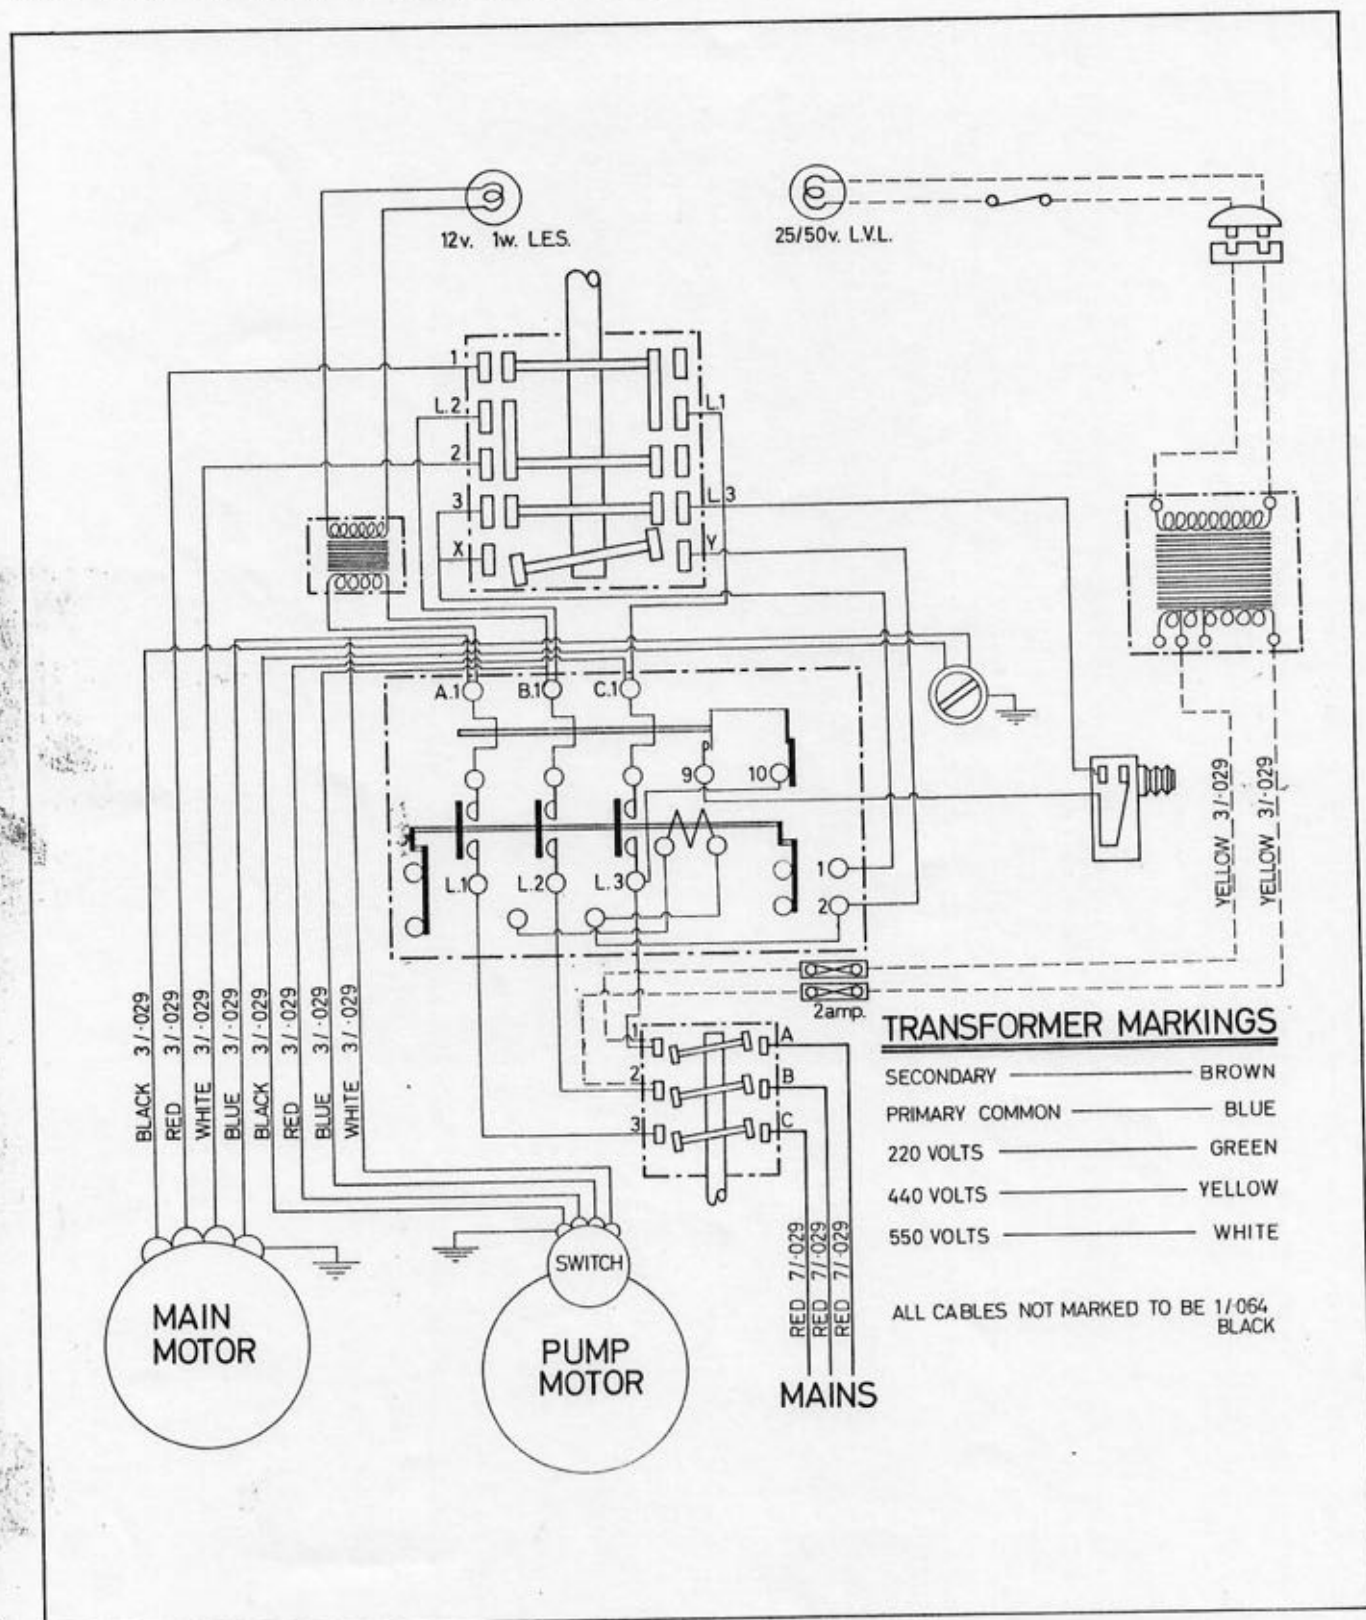 12v. 1w. L.E.S.
25/50v. L.V.L.
1
L.2
L.1
2
3
L.3
X
Y
A.1
B.1
C.1
9
10
L.1
L.2
L.3
1
2
YELLOW 3/·029
YELLOW 3/·029
2amp.
1
A
2
B
3
C
BLACK 3/·029
RED 3/·029
WHITE 3/·029
BLUE 3/·029
BLACK 3/·029
RED 3/·029
BLUE 3/·029
WHITE 3/·029
TRANSFORMER MARKINGS
SECONDARY BROWN
PRIMARY COMMON BLUE
220 VOLTS GREEN
440 VOLTS YELLOW
550 VOLTS WHITE
ALL CABLES NOT MARKED TO BE 1/·064
BLACK
RED 7/·029
RED 7/·029
RED 7/·029
MAINS
SWITCH
MAIN
MOTOR
PUMP
MOTOR